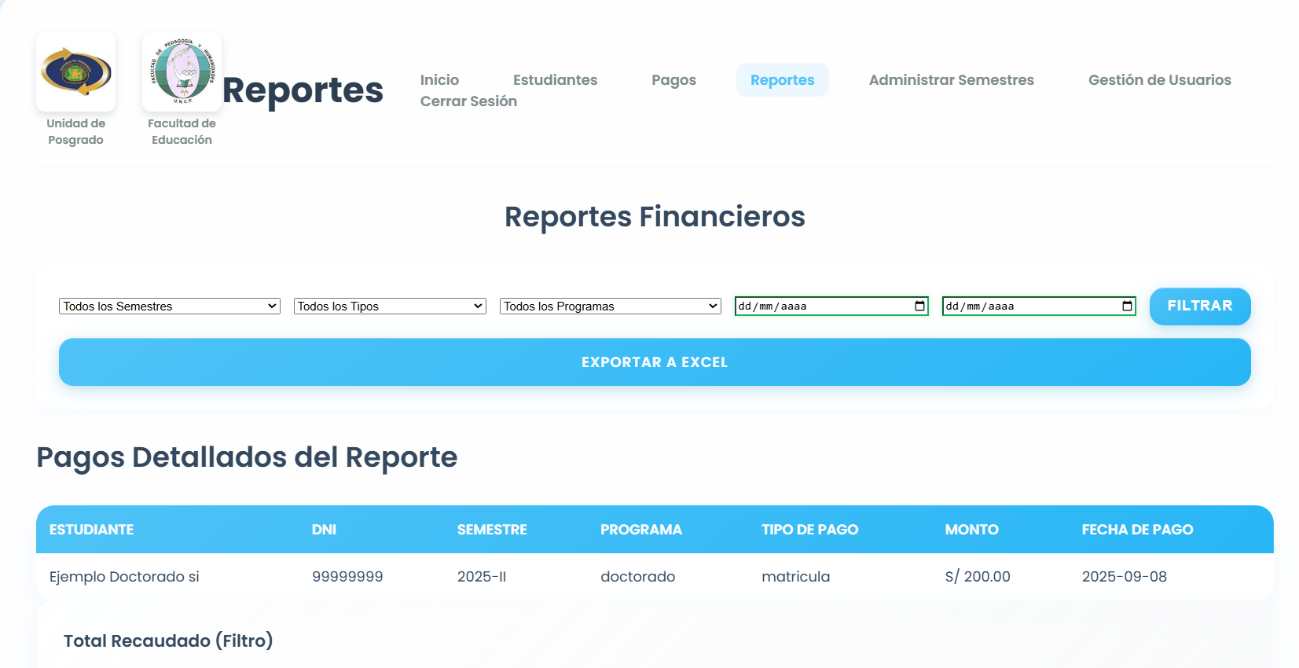 Unidad de
Posgrado
FACULTAD DE PEDAGOGÍA Y HUMANIDADES
U.N.C.P.
Facultad de
Educación
Reportes
Inicio Estudiantes Pagos Reportes Administrar Semestres Gestión de Usuarios
Cerrar Sesión
Reportes Financieros
Todos los Semestres Todos los Tipos Todos los Programas dd/mm/aaaa dd/mm/aaaa FILTRAR
EXPORTAR A EXCEL
Pagos Detallados del Reporte
ESTUDIANTE DNI SEMESTRE PROGRAMA TIPO DE PAGO MONTO FECHA DE PAGO
Ejemplo Doctorado si 99999999 2025-II doctorado matricula S/ 200.00 2025-09-08
Total Recaudado (Filtro)